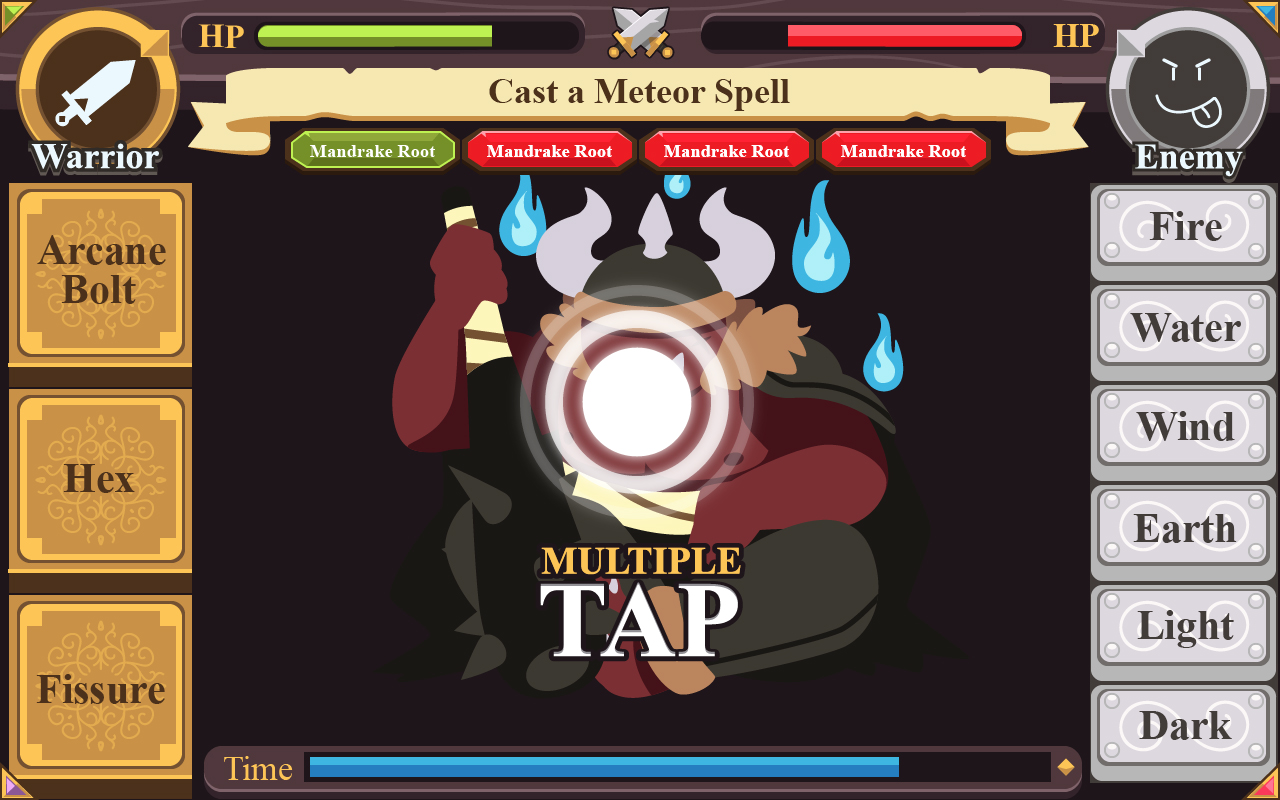 HP
HP
Cast a Meteor Spell
Warrior
Enemy
Mandrake Root
Mandrake Root
Mandrake Root
Mandrake Root
Arcane
Bolt
Hex
Fissure
Fire
Water
Wind
Earth
Light
Dark
MULTIPLE
TAP
Time